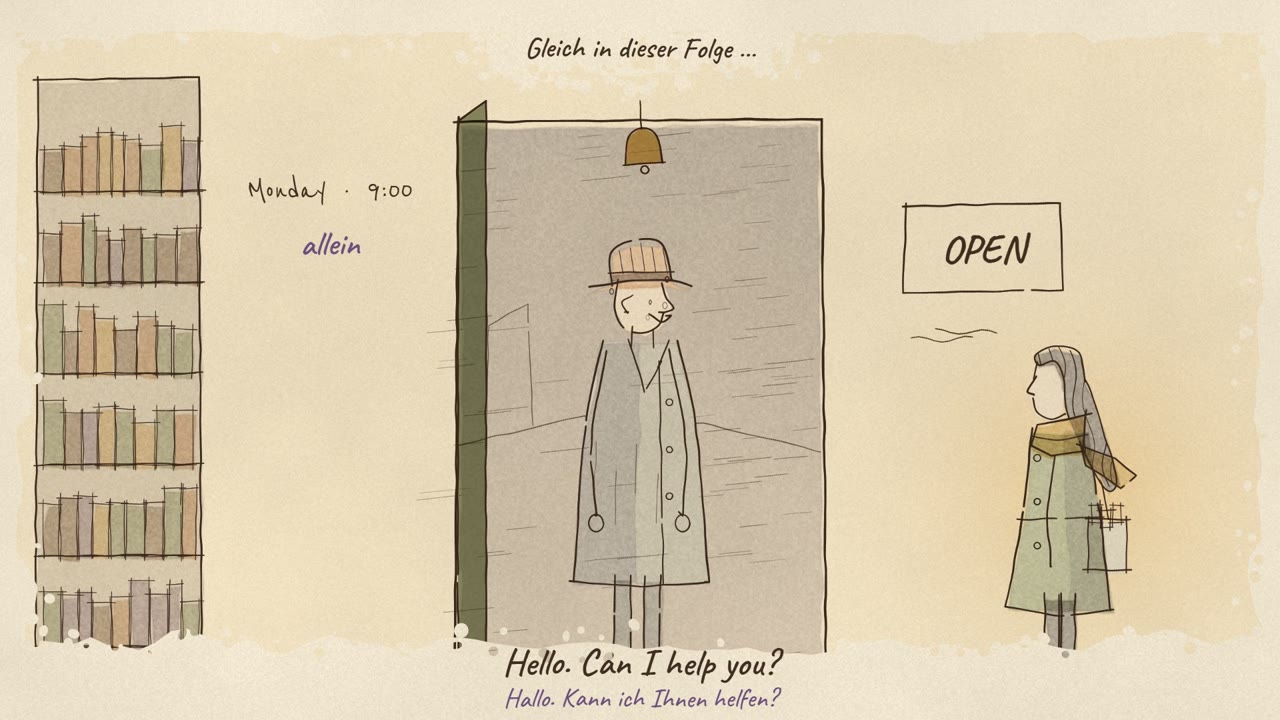 Gleich in dieser Folge ...
Monday · 9:00
allein
OPEN
Hello. Can I help you?
Hallo. Kann ich Ihnen helfen?